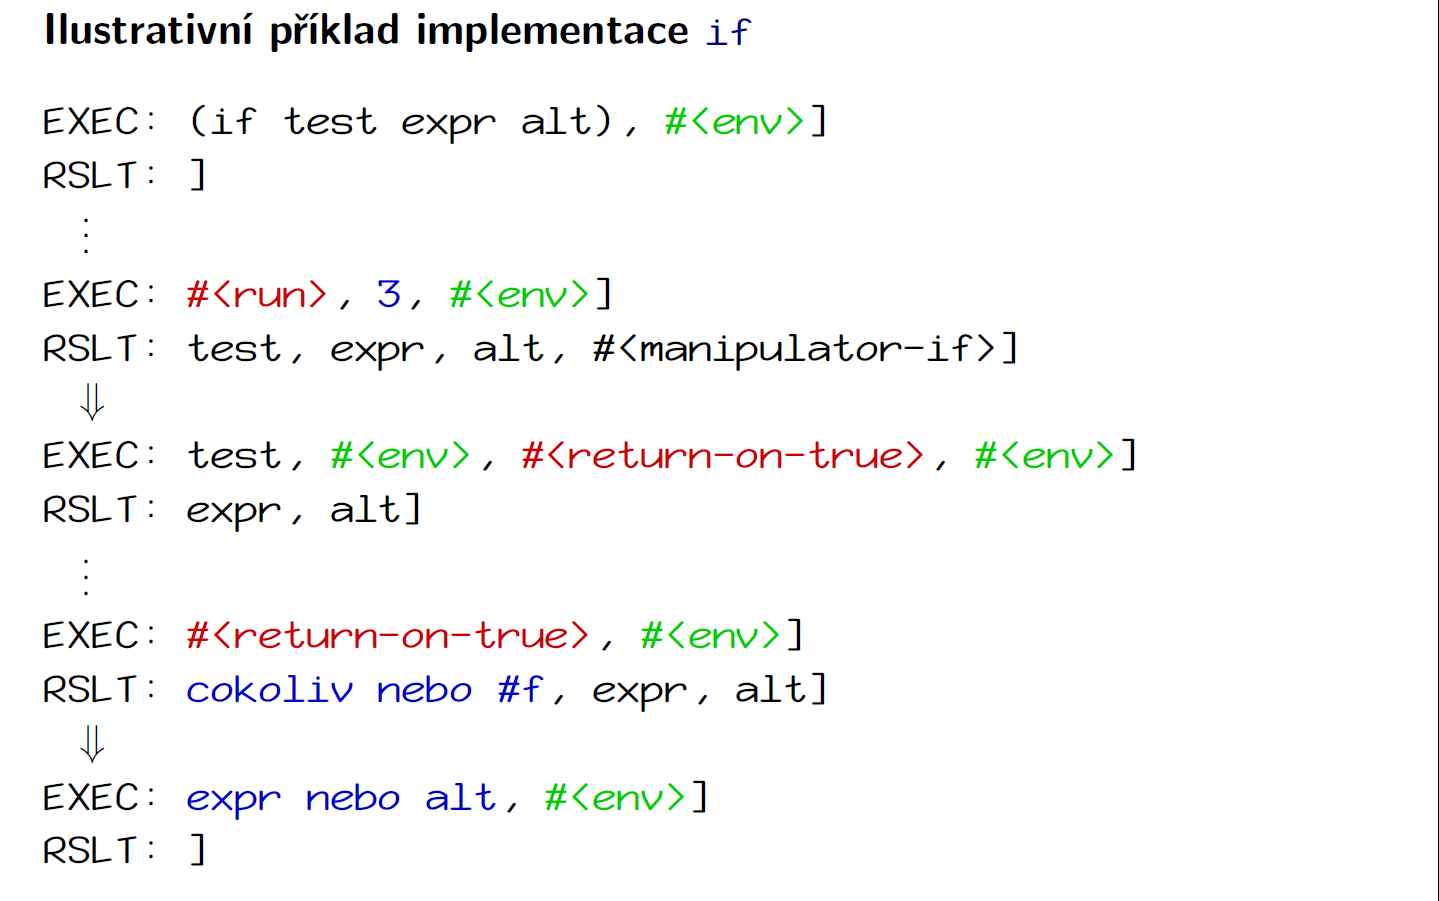 Ilustrativní příklad implementace if
EXEC: (if test expr alt), #<env>]
RSLT: ]
⋮
EXEC: #<run>, 3, #<env>]
RSLT: test, expr, alt, #<manipulator-if>]
⇓
EXEC: test, #<env>, #<return-on-true>, #<env>]
RSLT: expr, alt]
⋮
EXEC: #<return-on-true>, #<env>]
RSLT: cokoliv nebo #f, expr, alt]
⇓
EXEC: expr nebo alt, #<env>]
RSLT: ]